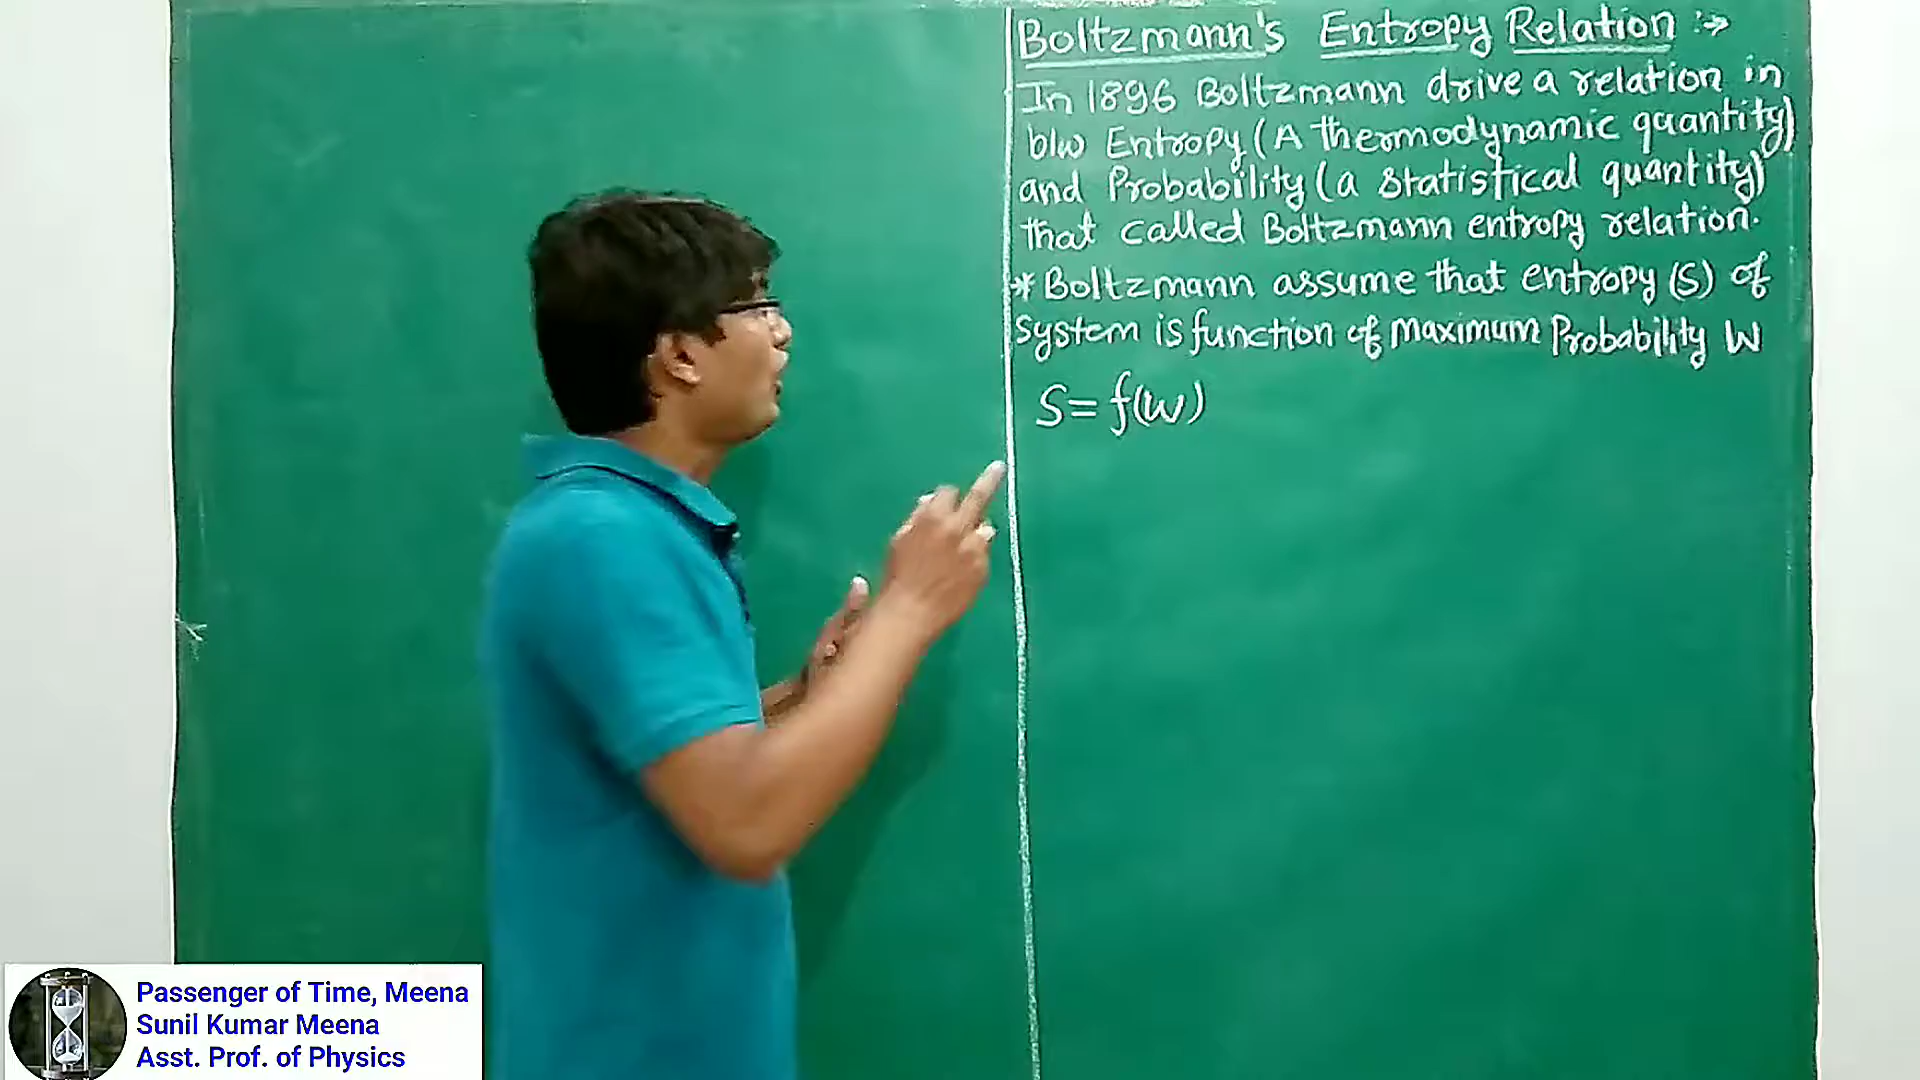 Boltzmann's Entropy Relation :→
In 1896 Boltzmann drive a relation in
b/w Entropy (A thermodynamic quantity)
and Probability (a statistical quantity)
that called Boltzmann entropy relation.
* Boltzmann assume that entropy (S) of
system is function of maximum Probability W
S = f(W)
Passenger of Time, Meena
Sunil Kumar Meena
Asst. Prof. of Physics